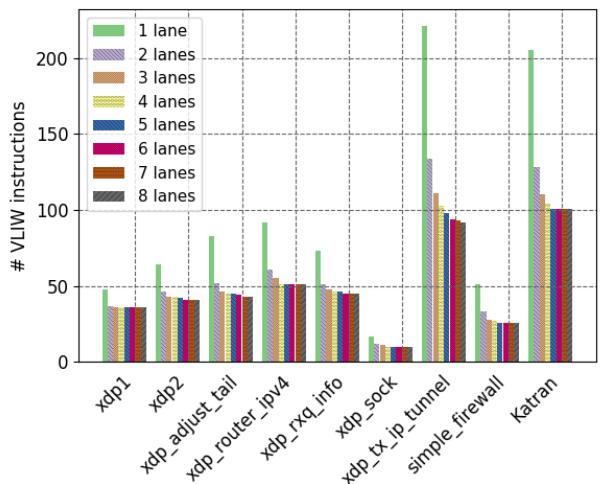 1 lane
2 lanes
3 lanes
4 lanes
5 lanes
6 lanes
7 lanes
8 lanes
# VLIW instructions
200
150
100
50
0
xdp1
xdp2
xdp_adjust_tail
xdp_router_ipv4
xdp_rxq_info
xdp_sock
xdp_tx_ip_tunnel
simple_firewall
Katran